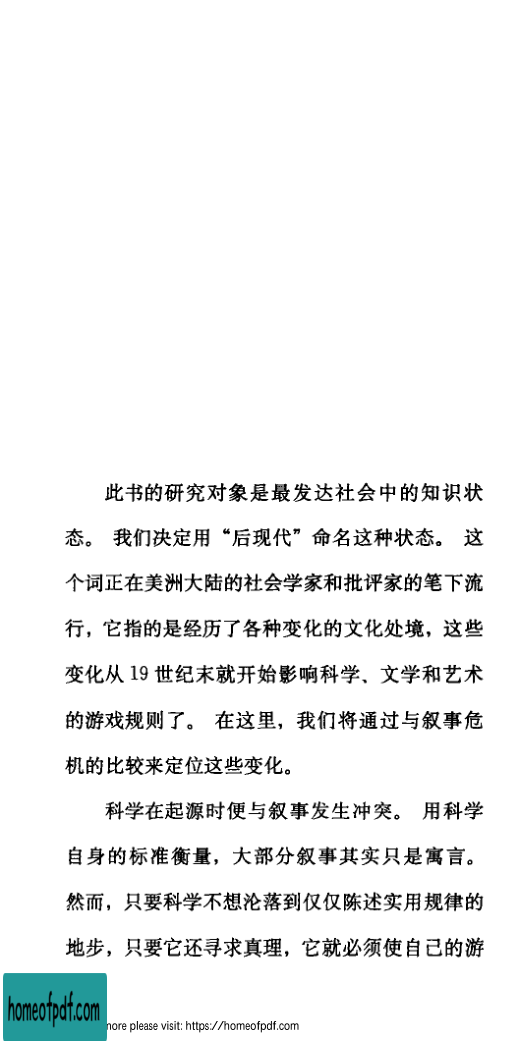 此书的研究对象是最发达社会中的知识状
态。 我们决定用“后现代”命名这种状态。 这
个词正在美洲大陆的社会学家和批评家的笔下流
行，它指的是经历了各种变化的文化处境，这些
变化从 19 世纪末就开始影响科学、文学和艺术
的游戏规则了。 在这里，我们将通过与叙事危
机的比较来定位这些变化。
科学在起源时便与叙事发生冲突。 用科学
自身的标准衡量，大部分叙事其实只是寓言。
然而，只要科学不想沦落到仅仅陈述实用规律的
地步，只要它还寻求真理，它就必须使自己的游
homeofpdf.com
more please visit: https://homeofpdf.com